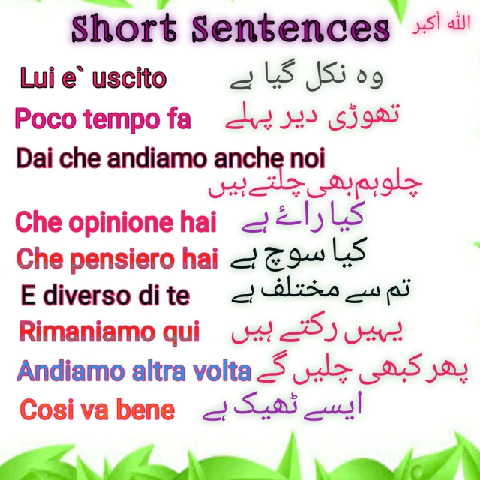 Short Sentences
الله أكبر
Lui e` uscito وہ نکل گیا ہے
Poco tempo fa تھوڑی دیر پہلے
Dai che andiamo anche noi
چلوہم بھی چلتے ہیں
Che opinione hai کیا رائے ہے
Che pensiero hai کیا سوچ ہے
E diverso di te تم سے مختلف ہے
Rimaniamo qui یہیں رکتے ہیں
Andiamo altra volta پھر کبھی چلیں گے
Cosi va bene ایسے ٹھیک ہے